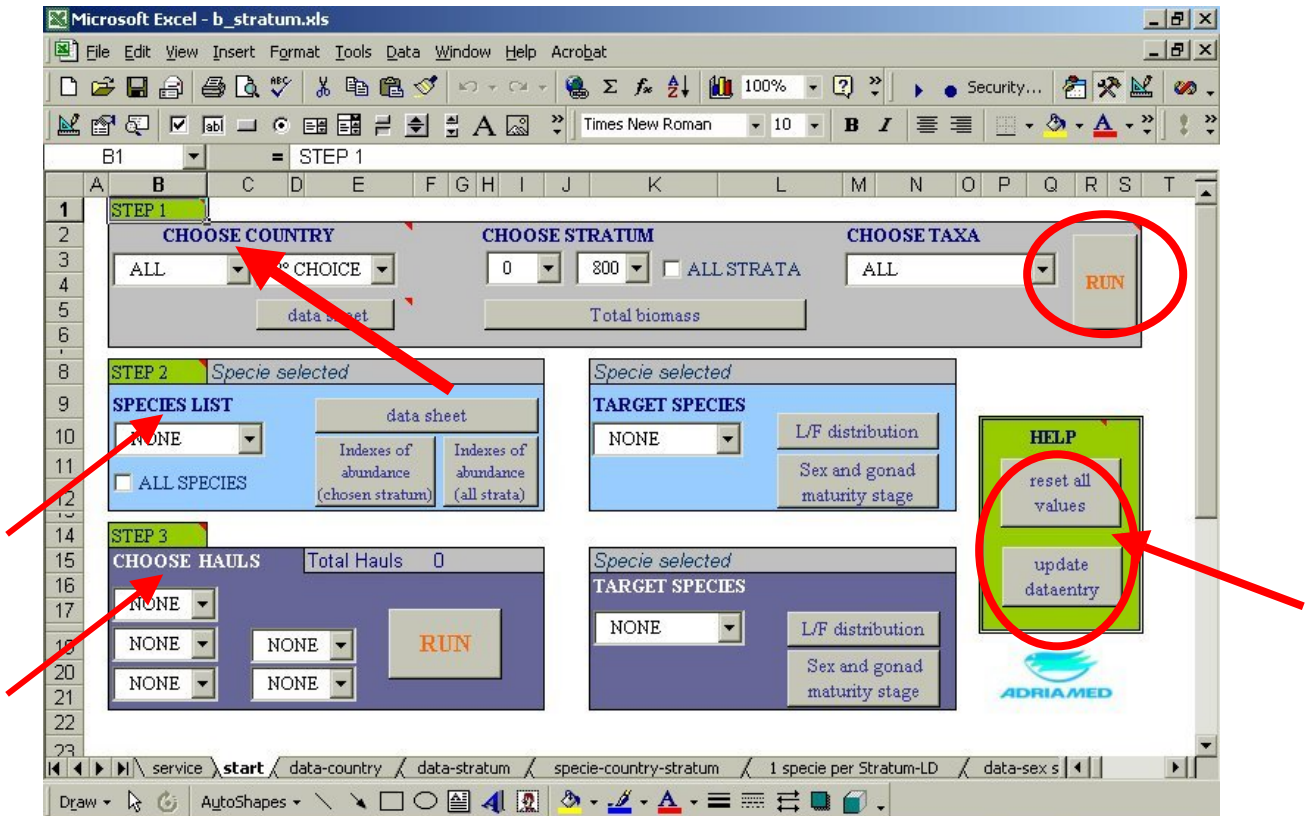 Microsoft Excel - b_stratum.xls
File Edit View Insert Format Tools Data Window Help Acrobat
100% Security...
Times New Roman 10 B I A
B1 = STEP 1
A B C D E F G H I J K L M N O P Q R S T
1 STEP 1
2 CHOOSE COUNTRY CHOOSE STRATUM CHOOSE TAXA
3 ALL CHOICE 0 800 ALL STRATA ALL
4 RUN
5 data sheet Total biomass
6
8 STEP 2 Specie selected Specie selected
9 SPECIES LIST data sheet TARGET SPECIES
10 NONE NONE L/F distribution HELP
Indexes of abundance (chosen stratum)
Indexes of abundance (all strata)
11 ALL SPECIES Sex and gonad maturity stage reset all values
12
13
14 STEP 3
15 CHOOSE HAULS Total Hauls 0 Specie selected update dataentry
16 TARGET SPECIES
17 NONE NONE L/F distribution
19 NONE NONE RUN
20 Sex and gonad maturity stage
21 NONE NONE ADRIAMED
22
23
service start data-country data-stratum specie-country-stratum 1 specie per Stratum-LD data-sex s
Draw AutoShapes